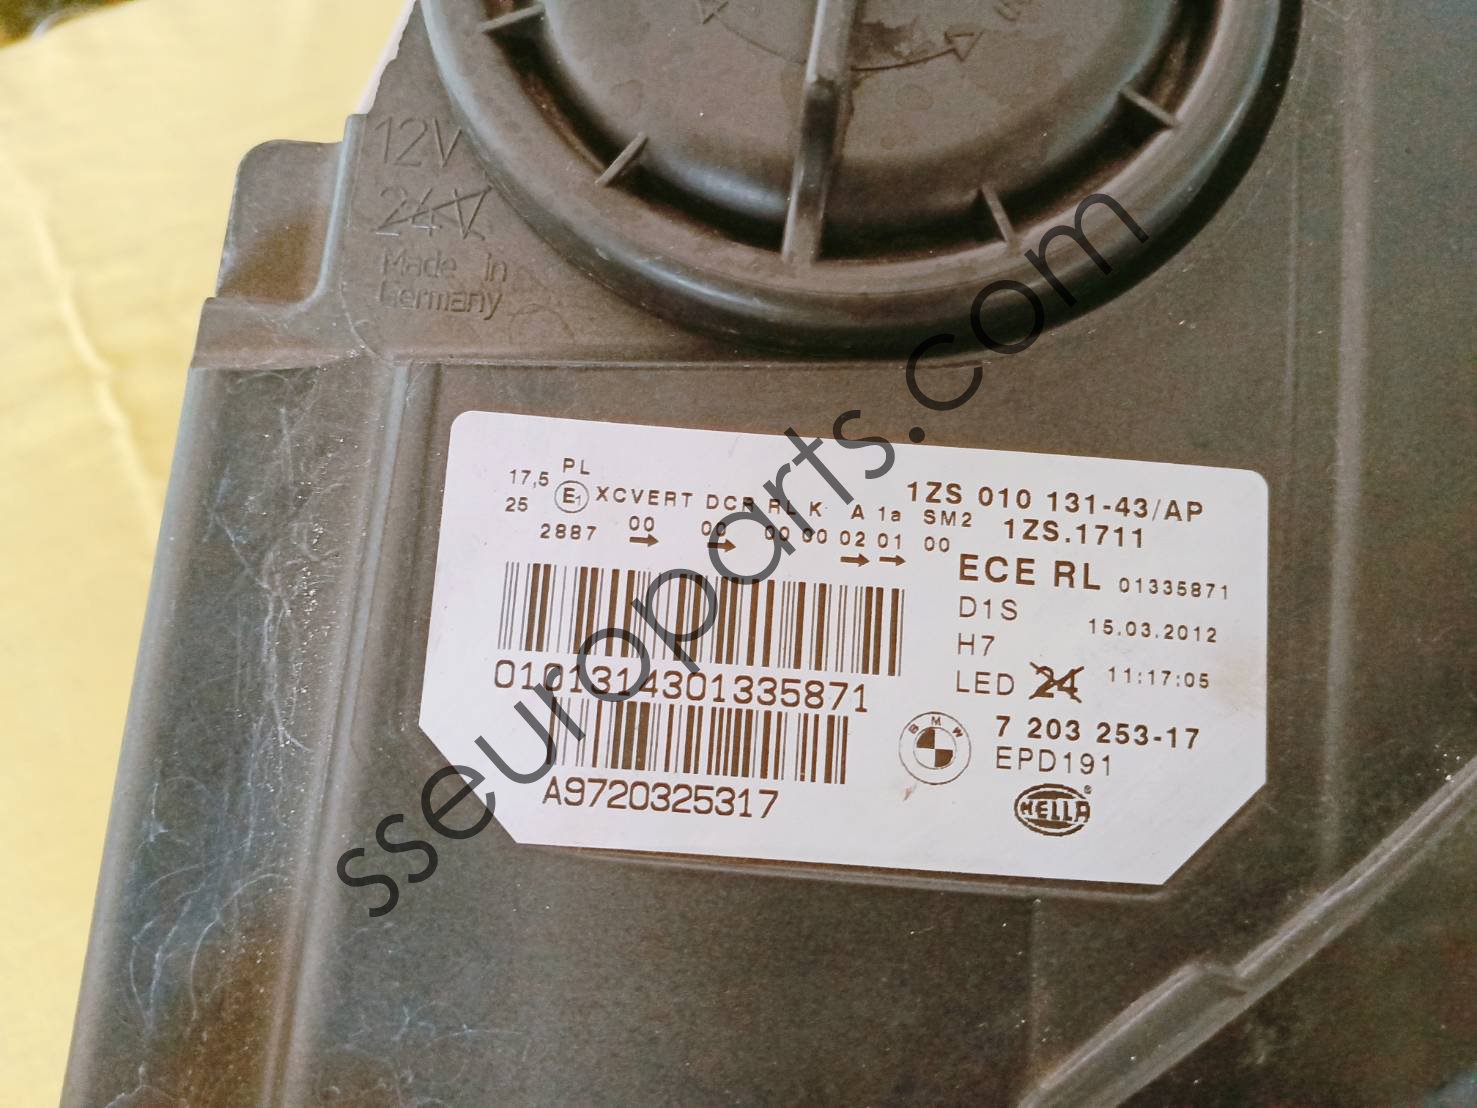 12V
24V
Made in
Germany
17,5 PL
25 E1 XCVERT DCR RL K A 1a SM2
2887 00 00 00 00 02 01 00
1ZS 010 131-43/AP
1ZS.1711
ECE RL 01335871
D1S 15.03.2012
H7
LED 24 11:17:05
0101314301335871
BMW 7 203 253-17
EPD191
A9720325317
HELLA
sseuroparts.com